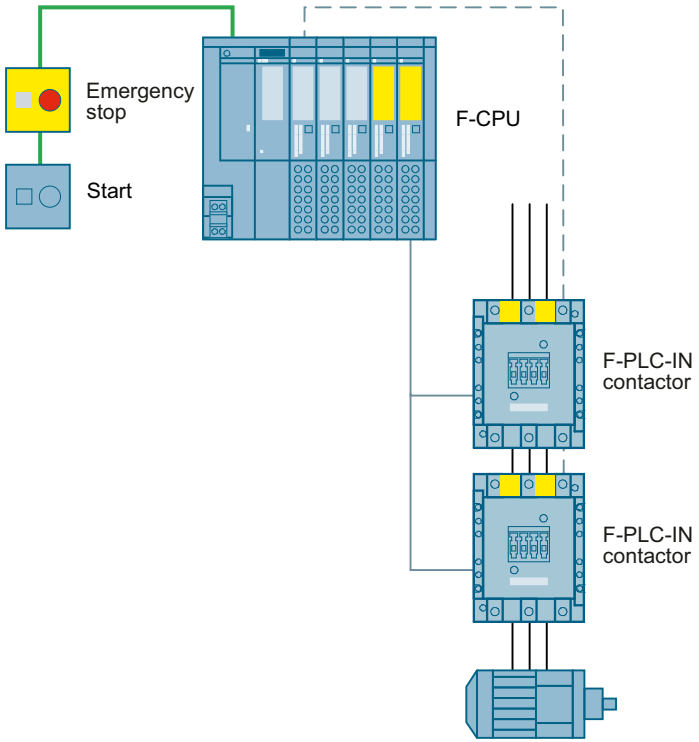 Emergency
stop
F-CPU
Start
F-PLC-IN
contactor
F-PLC-IN
contactor